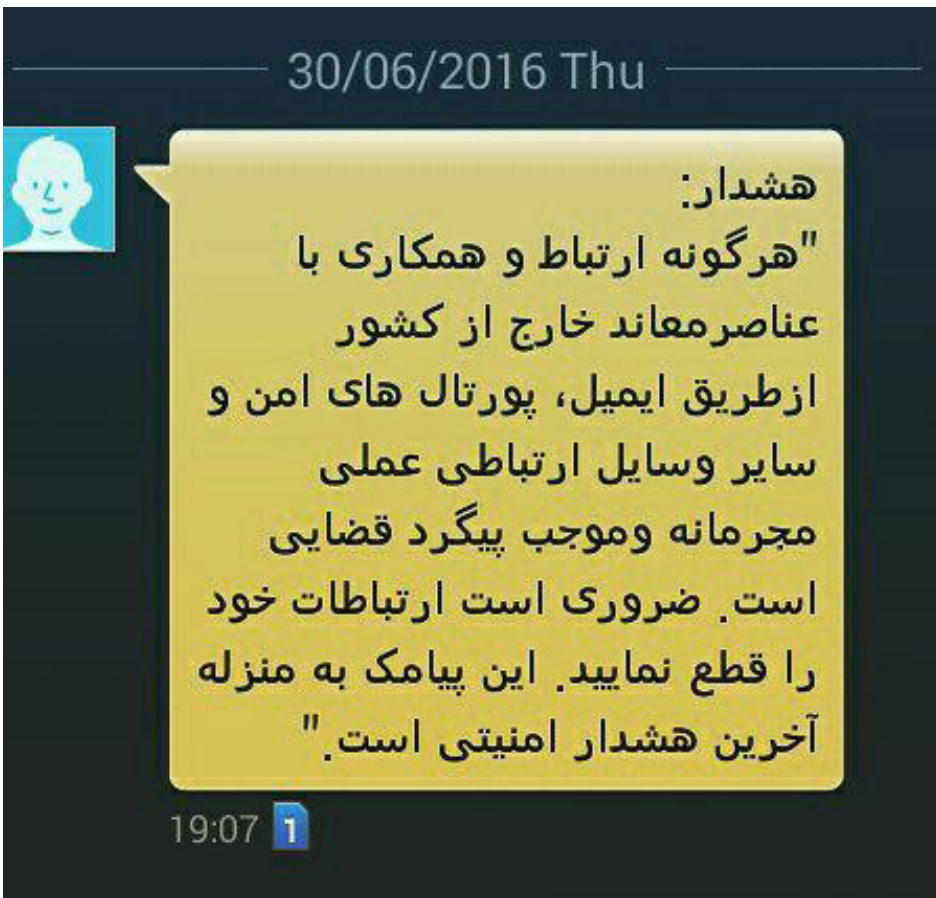 30/06/2016 Thu
هشدار:
"هرگونه ارتباط و همکاری با
عناصرمعاند خارج از کشور
ازطریق ایمیل، پورتال های امن و
سایر وسایل ارتباطی عملی
مجرمانه وموجب پیگرد قضایی
است. ضروری است ارتباطات خود
را قطع نمایید. این پیامک به منزله
آخرین هشدار امنیتی است."
19:07 1